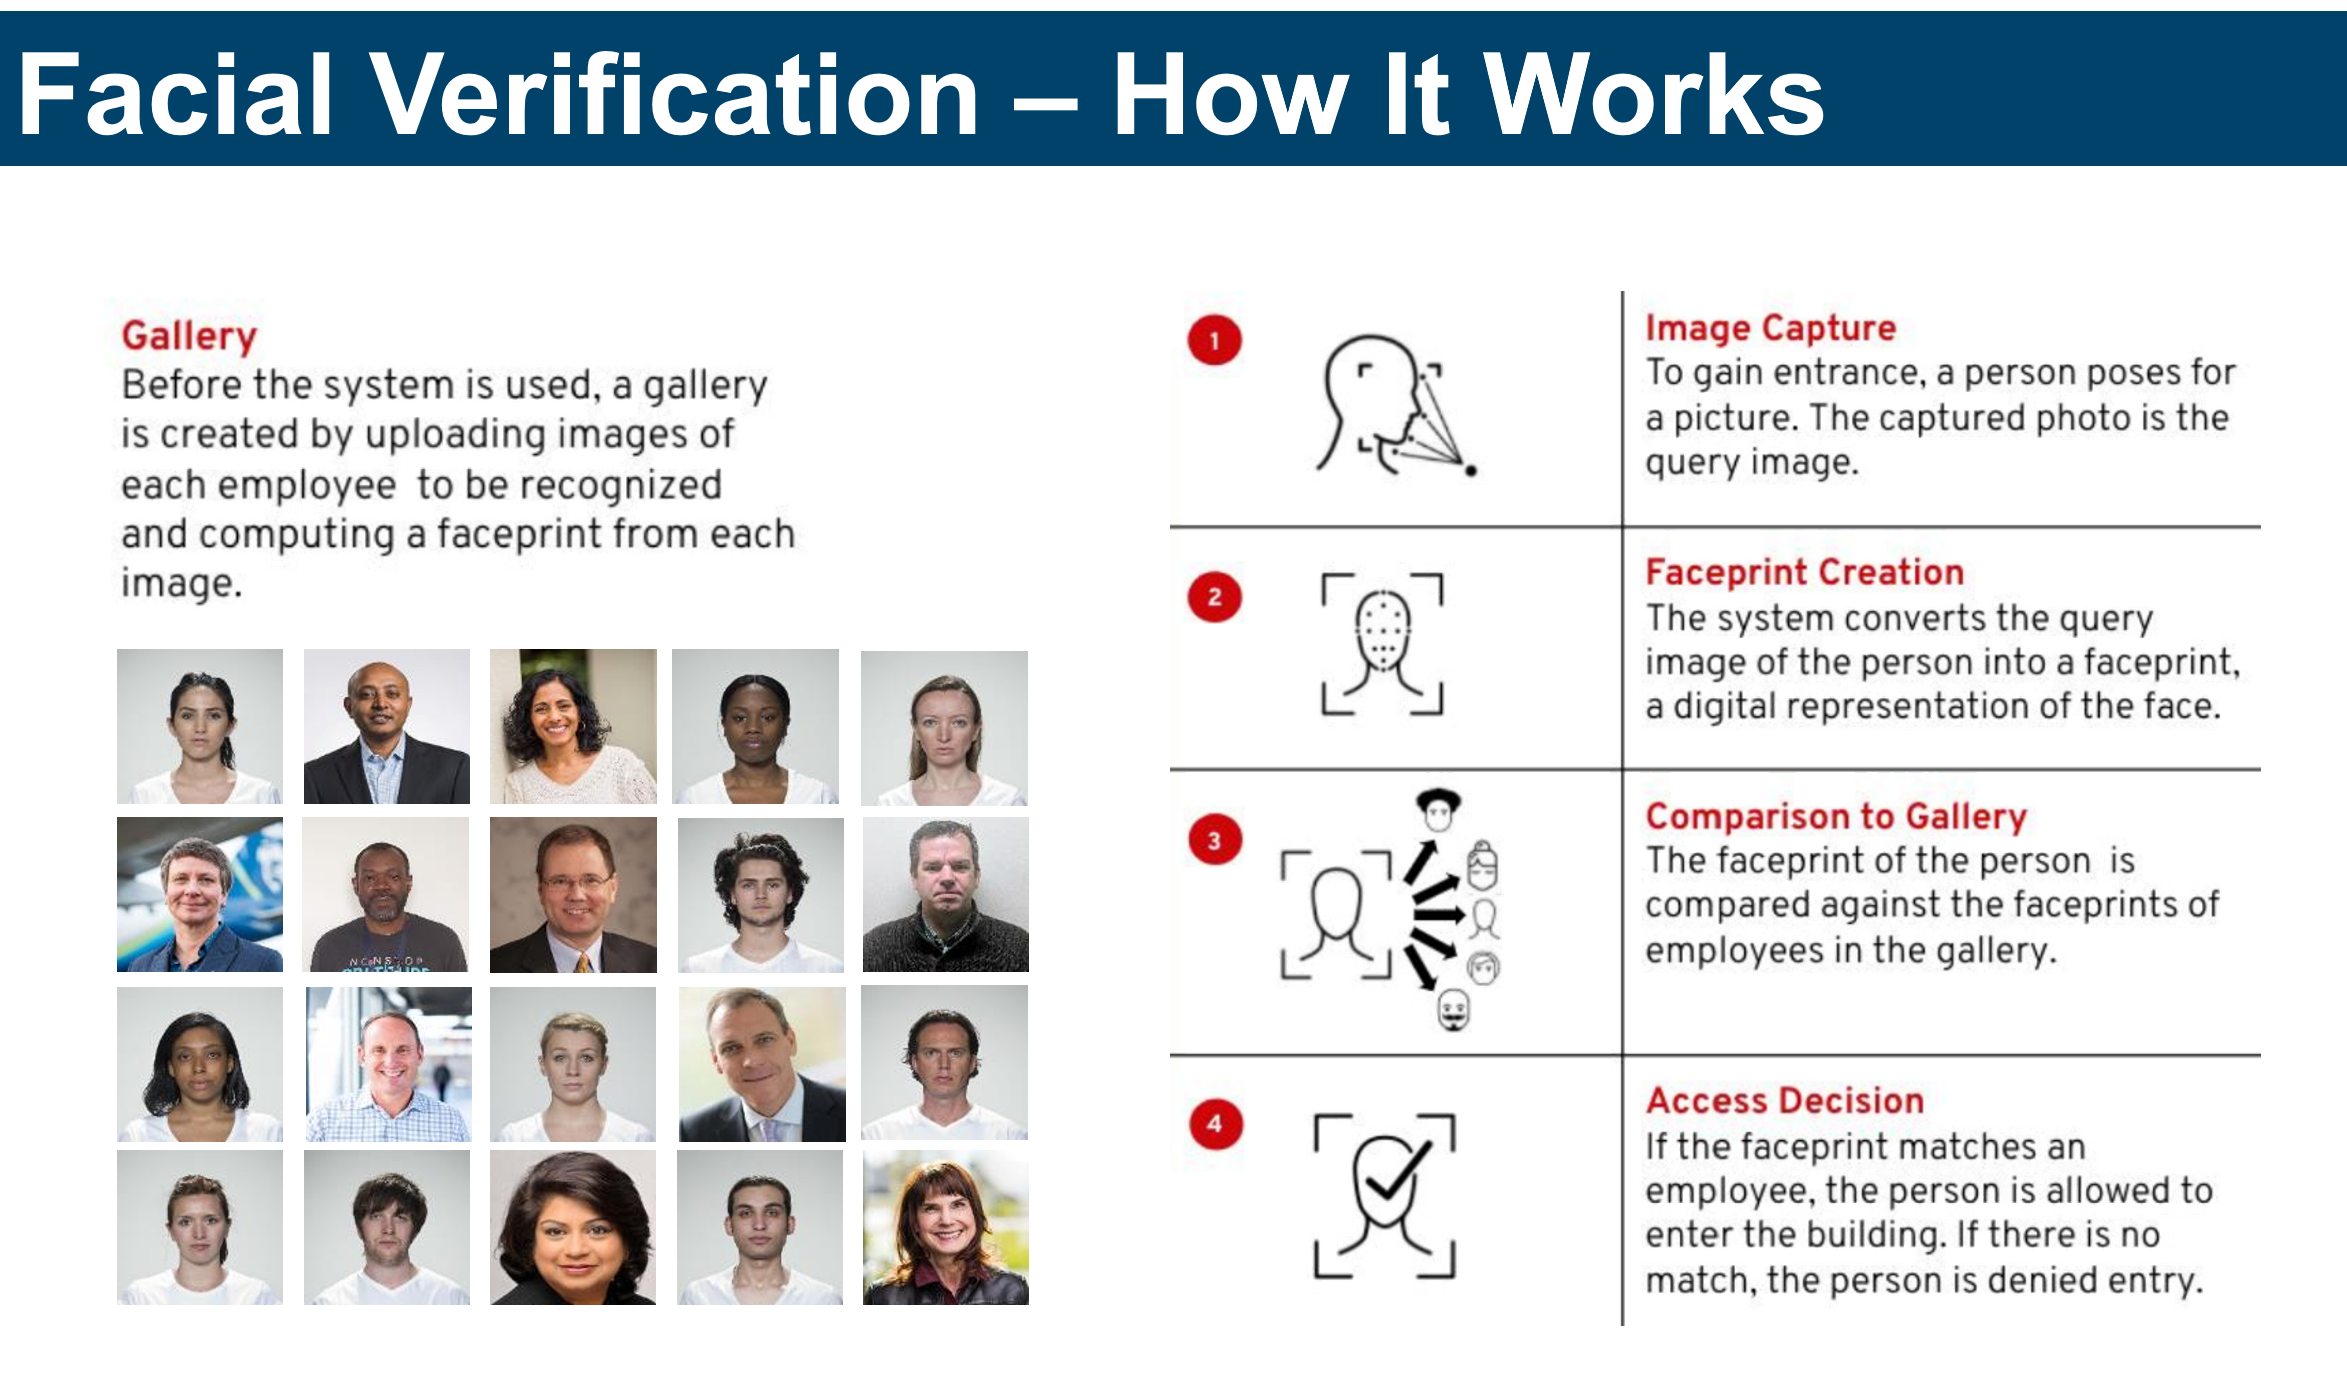 Facial Verification – How It Works
Gallery
Before the system is used, a gallery
is created by uploading images of
each employee  to be recognized
and computing a faceprint from each
image.
NONSTOP
1
Image Capture
To gain entrance, a person poses for
a picture. The captured photo is the
query image.
2
Faceprint Creation
The system converts the query
image of the person into a faceprint,
a digital representation of the face.
3
Comparison to Gallery
The faceprint of the person  is
compared against the faceprints of
employees in the gallery.
4
Access Decision
If the faceprint matches an
employee, the person is allowed to
enter the building. If there is no
match, the person is denied entry.